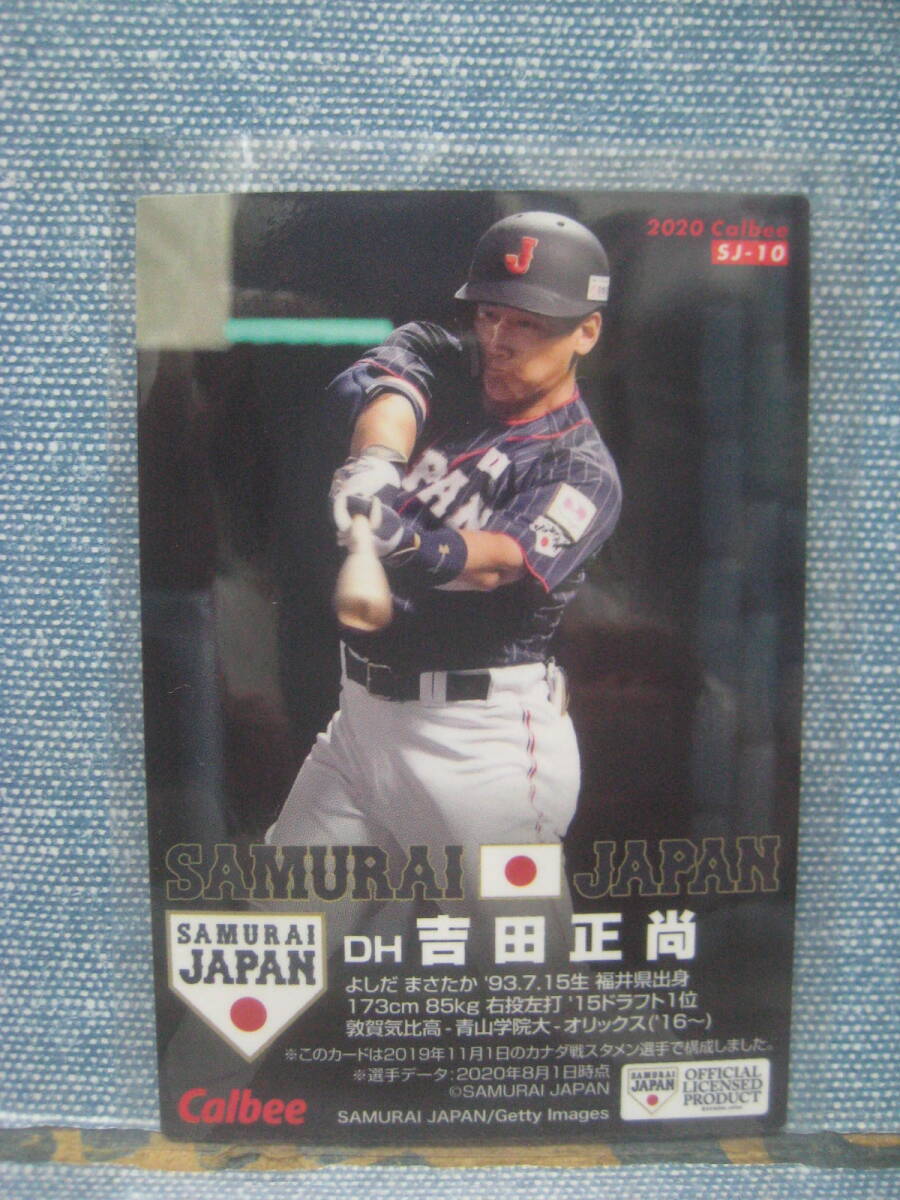 2020 Calbee
SJ-10
J
PAN
SAMURAI JAPAN
SAMURAI
JAPAN
DH 吉田正尚
よしだ まさたか '93.7.15生 福井県出身
173cm 85kg 右投左打 '15ドラフト1位
敦賀気比高-青山学院大-オリックス('16~)
※このカードは2019年11月1日のカナダ戦スタメン選手で構成しました。
※選手データ:2020年8月1日時点
©SAMURAI JAPAN
Calbee
SAMURAI JAPAN/Getty Images
SAMURAI
JAPAN
OFFICIAL
LICENSED
PRODUCT